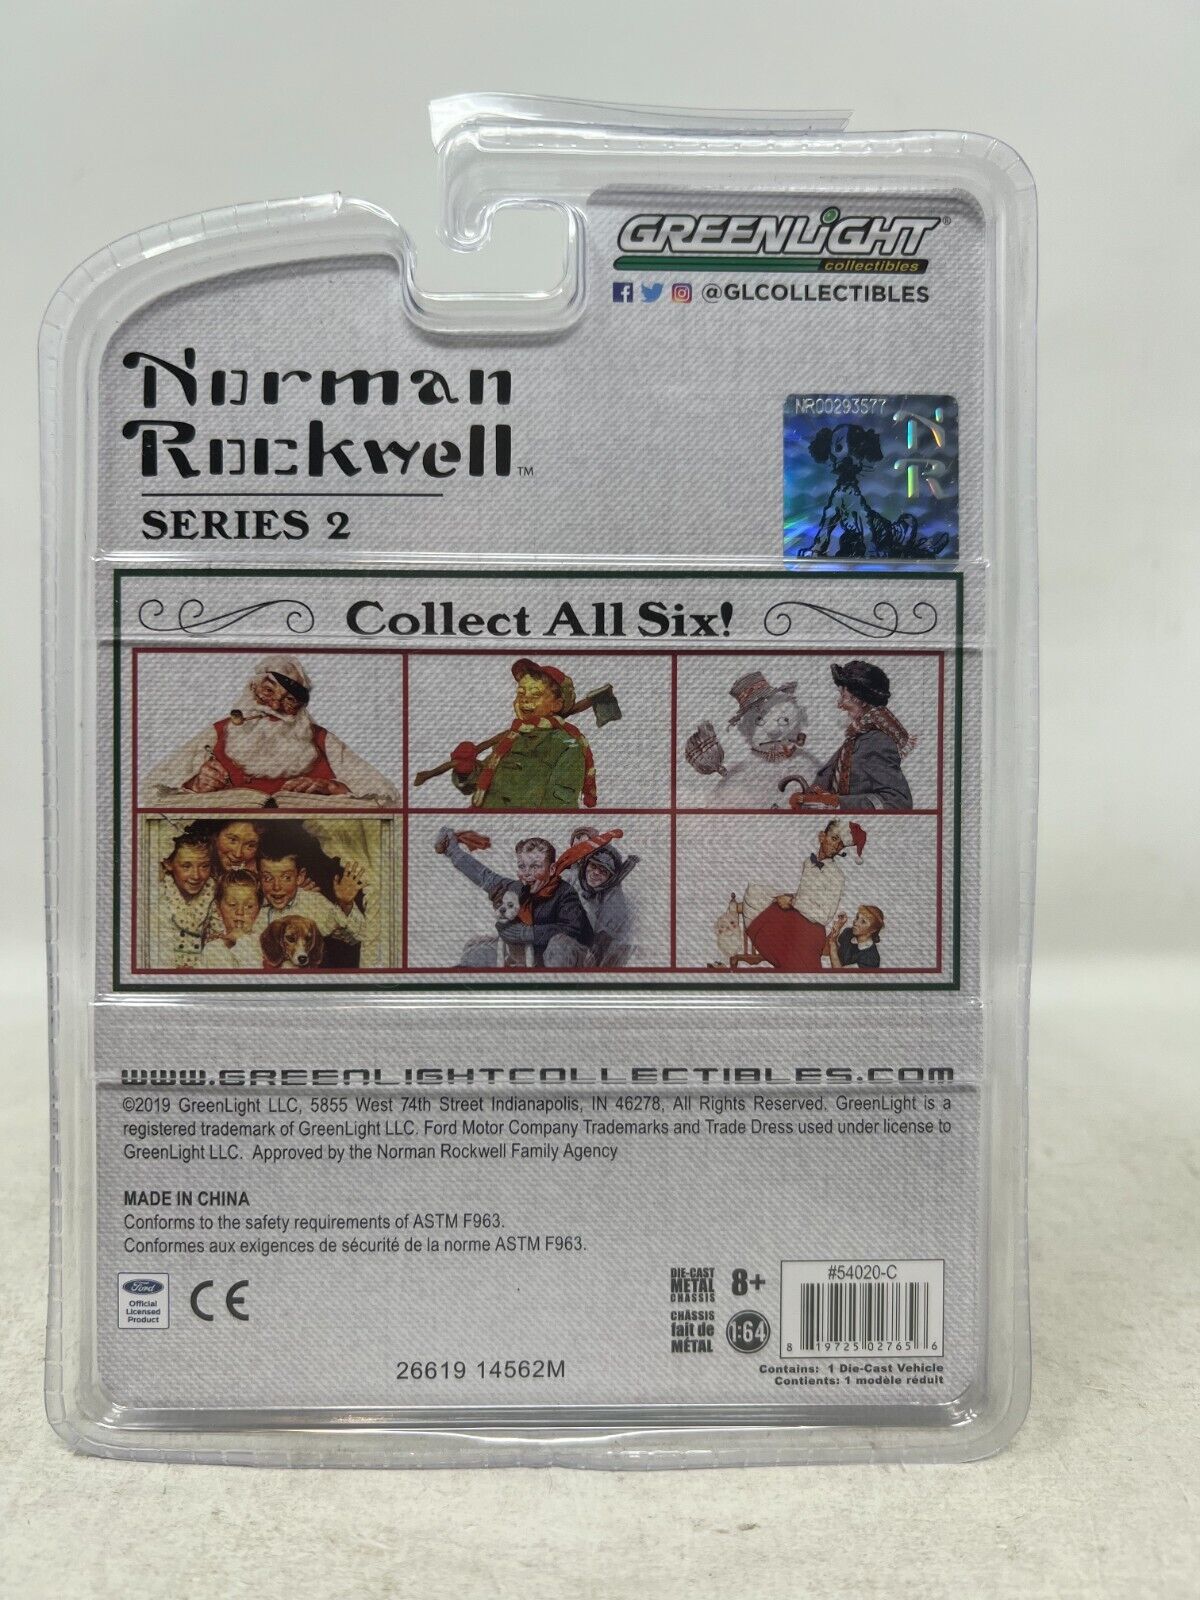 GREENLiGHT®
collectibles
@GLCOLLECTIBLES
Norman
Rockwell™
SERIES 2
NR00293577
N
R
Collect All Six!
www.GREENLIGHTCOLLECTIBLES.com
©2019 GreenLight LLC, 5855 West 74th Street Indianapolis, IN 46278, All Rights Reserved. GreenLight is a
registered trademark of GreenLight LLC. Ford Motor Company Trademarks and Trade Dress used under license to
GreenLight LLC. Approved by the Norman Rockwell Family Agency
MADE IN CHINA
Conforms to the safety requirements of ASTM F963.
Conformes aux exigences de sécurité de la norme ASTM F963.
Ford
Official
Licensed
Product
CE
DIE-CAST
METAL
CHASSIS
8+
CHÂSSIS
fait de
MÉTAL
1:64
#54020-C
8 19725 02765 6
Contains: 1 Die-Cast Vehicle
Contients: 1 modèle réduit
26619 14562M